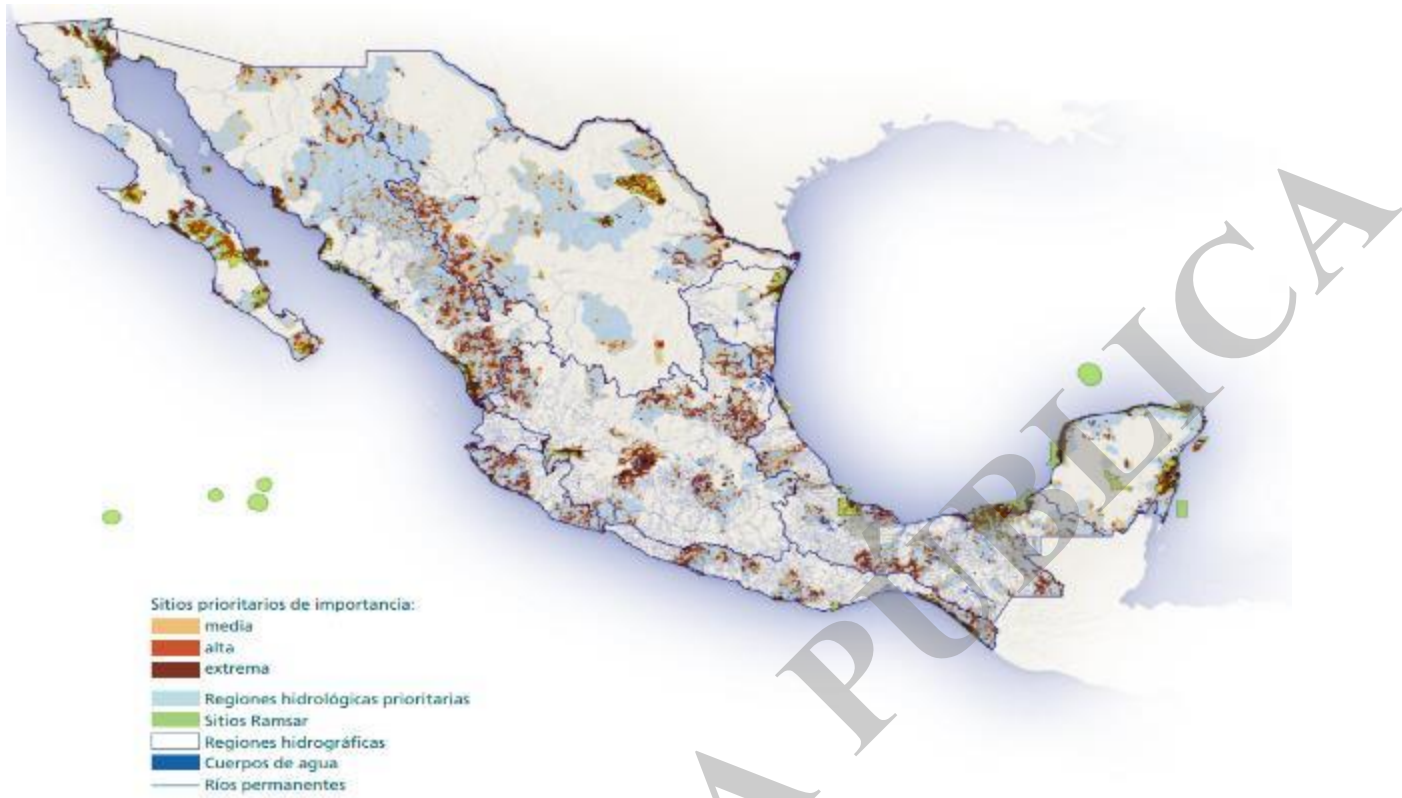 Sitios prioritarios de importancia:
media
alta
extrema
Regiones hidrológicas prioritarias
Sitios Ramsar
Regiones hidrográficas
Cuerpos de agua
Ríos permanentes
A PÚBLICA